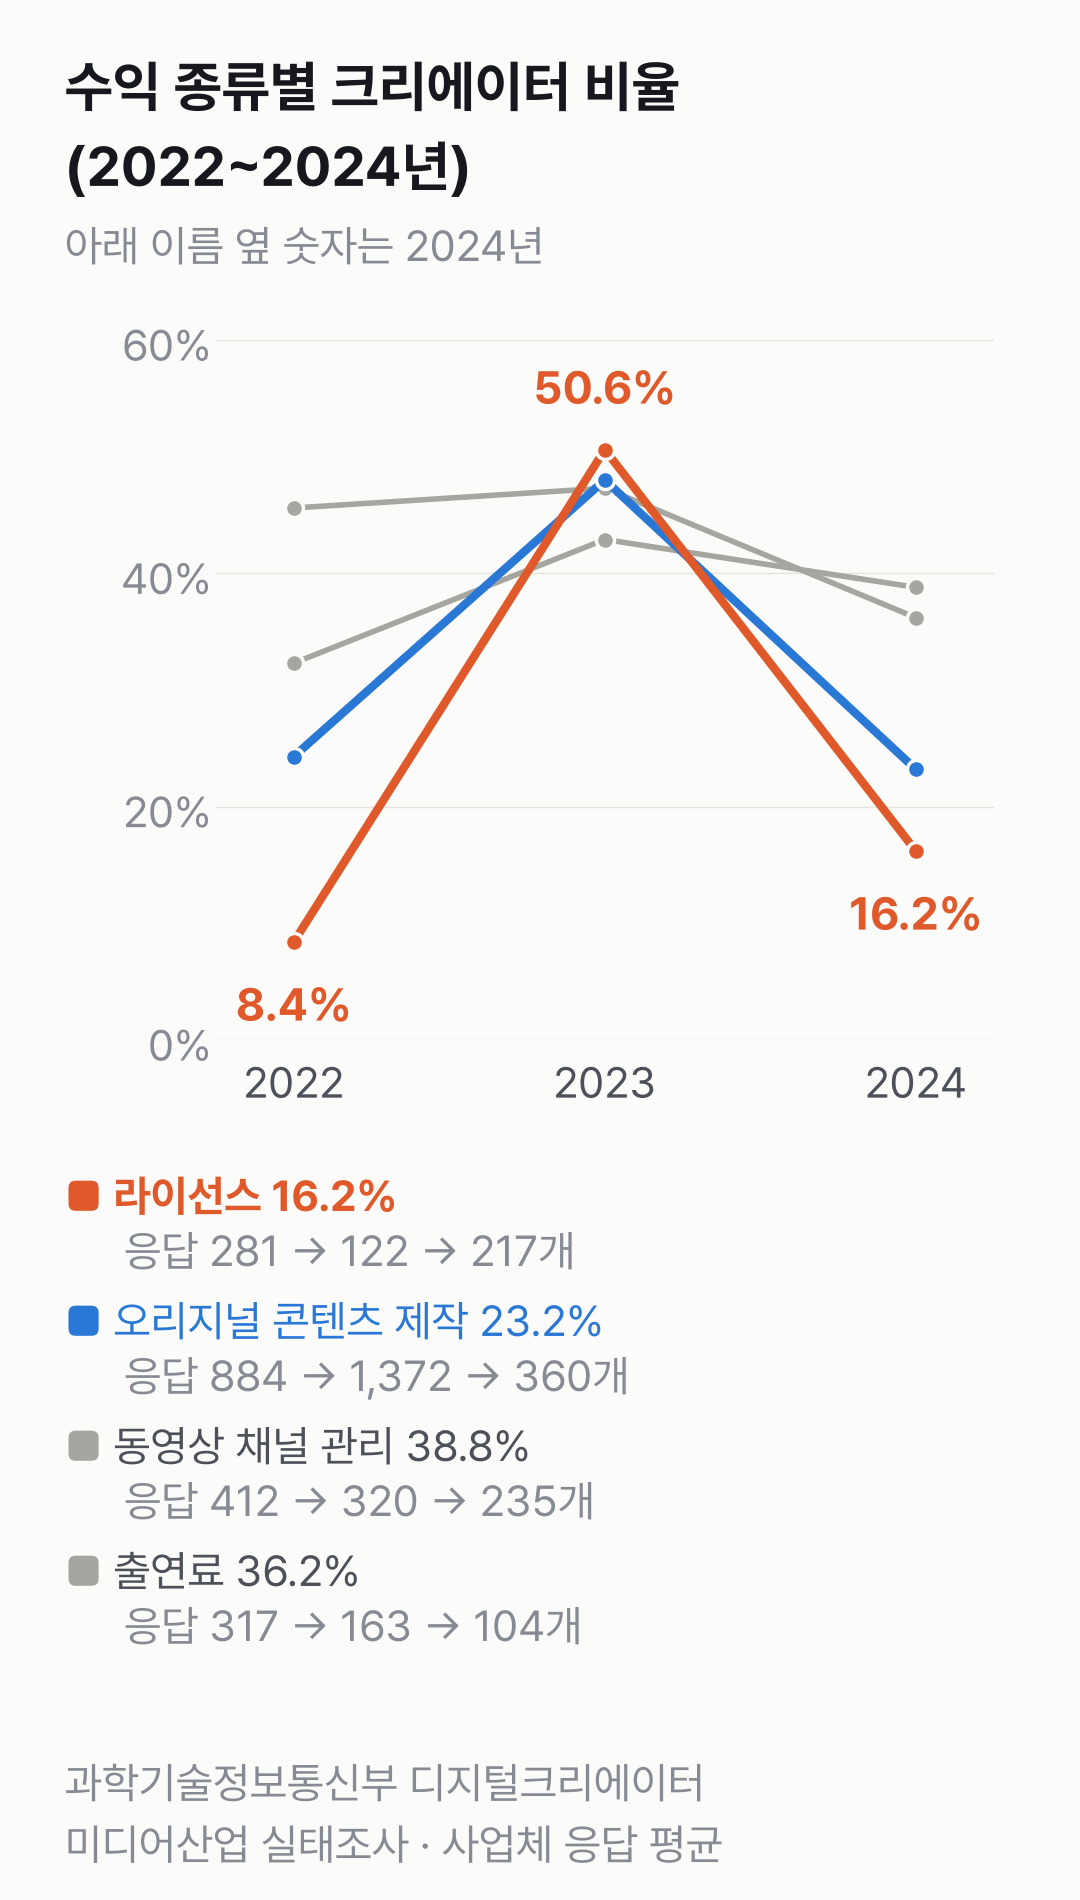 수익 종류별 크리에이터 비율
(2022~2024년)
아래 이름 옆 숫자는 2024년
60%
50.6%
40%
20%
16.2%
8.4%
0%
2022 2023 2024
라이선스 16.2%
응답 281 → 122 → 217개
오리지널 콘텐츠 제작 23.2%
응답 884 → 1,372 → 360개
동영상 채널 관리 38.8%
응답 412 → 320 → 235개
출연료 36.2%
응답 317 → 163 → 104개
과학기술정보통신부 디지털크리에이터
미디어산업 실태조사 · 사업체 응답 평균